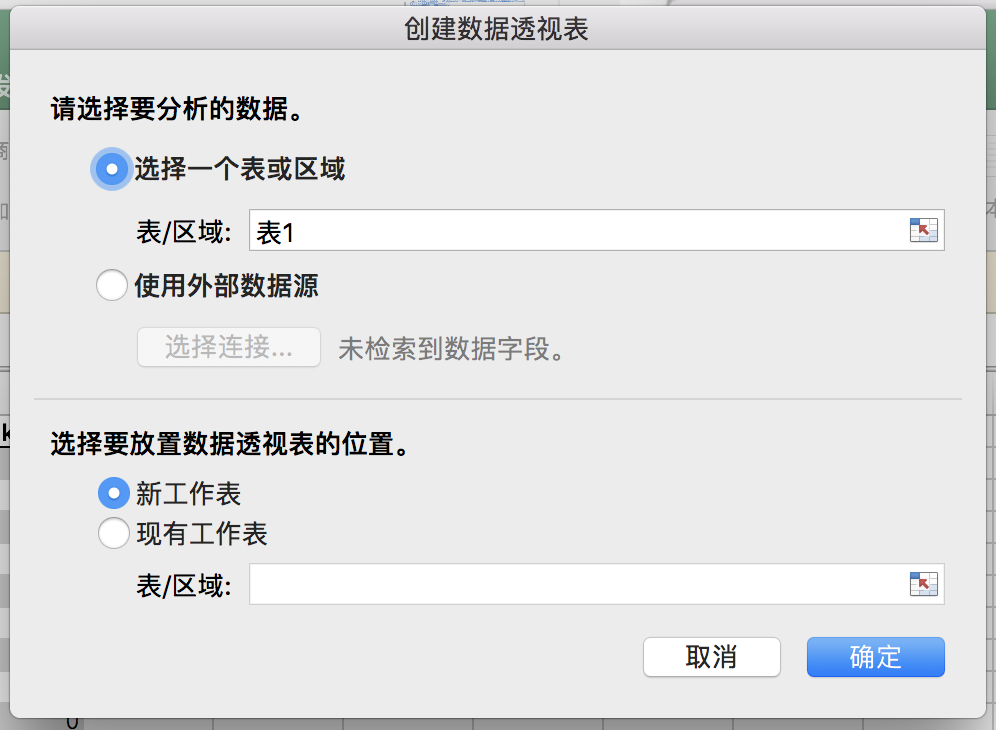 创建数据透视表
请选择要分析的数据。
选择一个表或区域
表/区域: 表1
使用外部数据源
选择连接... 未检索到数据字段。
选择要放置数据透视表的位置。
新工作表
现有工作表
表/区域:
取消 确定
0